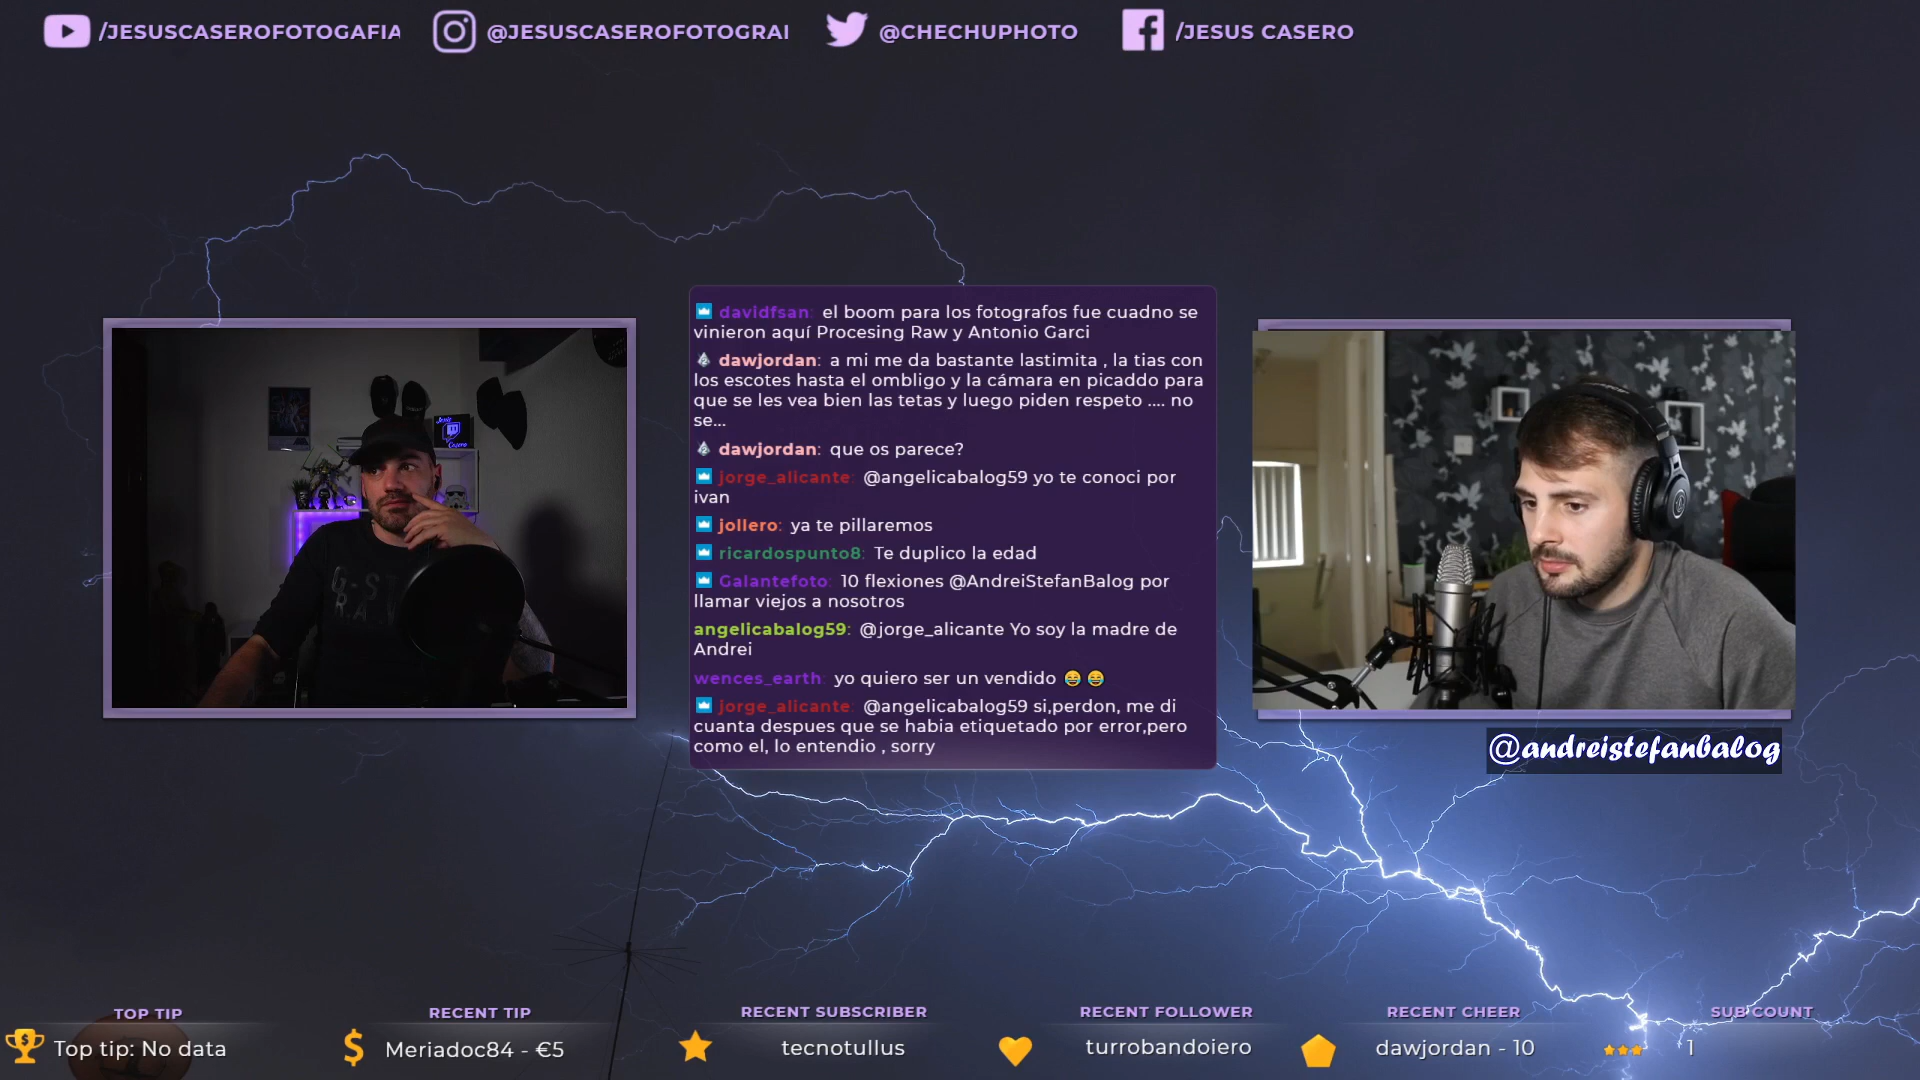 /JESUSCASEROFOTOGAFIA
@JESUSCASEROFOTOGRAI
@CHECHUPHOTO
/JESUS CASERO
davidfsan: el boom para los fotografos fue cuadno se
vinieron aquí Procesing Raw y Antonio Garci
dawjordan: a mi me da bastante lastimita , la tias con
los escotes hasta el ombligo y la cámara en picaddo para
que se les vea bien las tetas y luego piden respeto .... no
se...
dawjordan: que os parece?
jorge_alicante: @angelicabalog59 yo te conoci por
ivan
jollero: ya te pillaremos
ricardospunto8: Te duplico la edad
Galantefoto: 10 flexiones @AndreiStefanBalog por
llamar viejos a nosotros
angelicabalog59: @jorge_alicante Yo soy la madre de
Andrei
wences_earth: yo quiero ser un vendido 😂 😂
jorge_alicante: @angelicabalog59 si,perdon, me di
cuanta despues que se habia etiquetado por error,pero
como el, lo entendio , sorry
Jesús
Casero
@andreistefanbalog
TOP TIP
Top tip: No data
RECENT TIP
Meriadoc84 - €5
RECENT SUBSCRIBER
tecnotullus
RECENT FOLLOWER
turrobandoiero
RECENT CHEER
dawjordan - 10
SUB COUNT
1